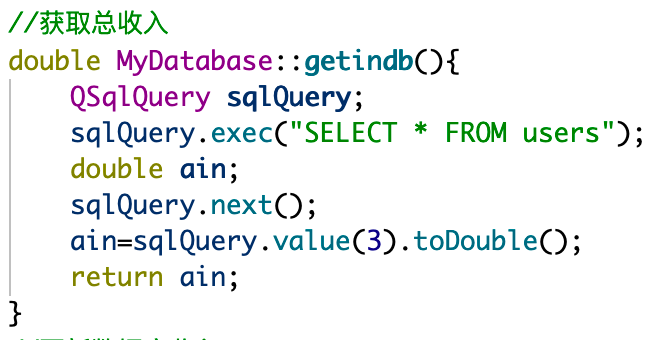 //获取总收入
double MyDatabase::getindb(){
    QSqlQuery sqlQuery;
    sqlQuery.exec("SELECT * FROM users");
    double ain;
    sqlQuery.next();
    ain=sqlQuery.value(3).toDouble();
    return ain;
}